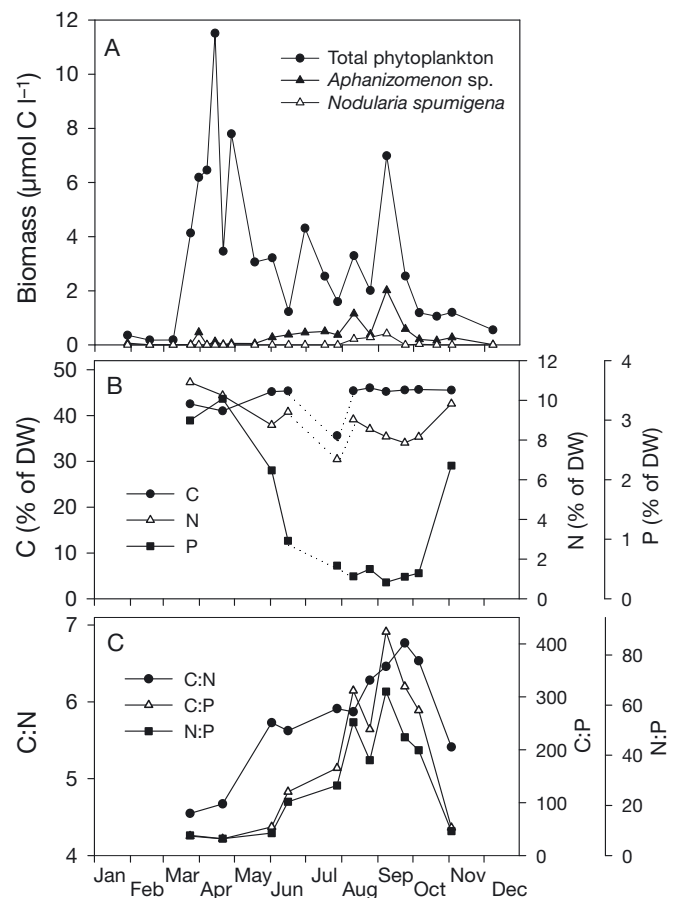 A
Total phytoplankton
Aphanizomenon sp.
Nodularia spumigena
Biomass (µmol C l⁻¹)
12
10
8
6
4
2
0
B
C (% of DW)
50
40
30
20
10
0
C
N
P
N (% of DW)
12
10
8
6
4
2
0
P (% of DW)
4
3
2
1
0
C
C:N
7
6
5
4
C:N
C:P
N:P
C:P
400
300
200
100
0
N:P
80
60
40
20
0
Jan Feb Mar Apr May Jun Jul Aug Sep Oct Nov Dec